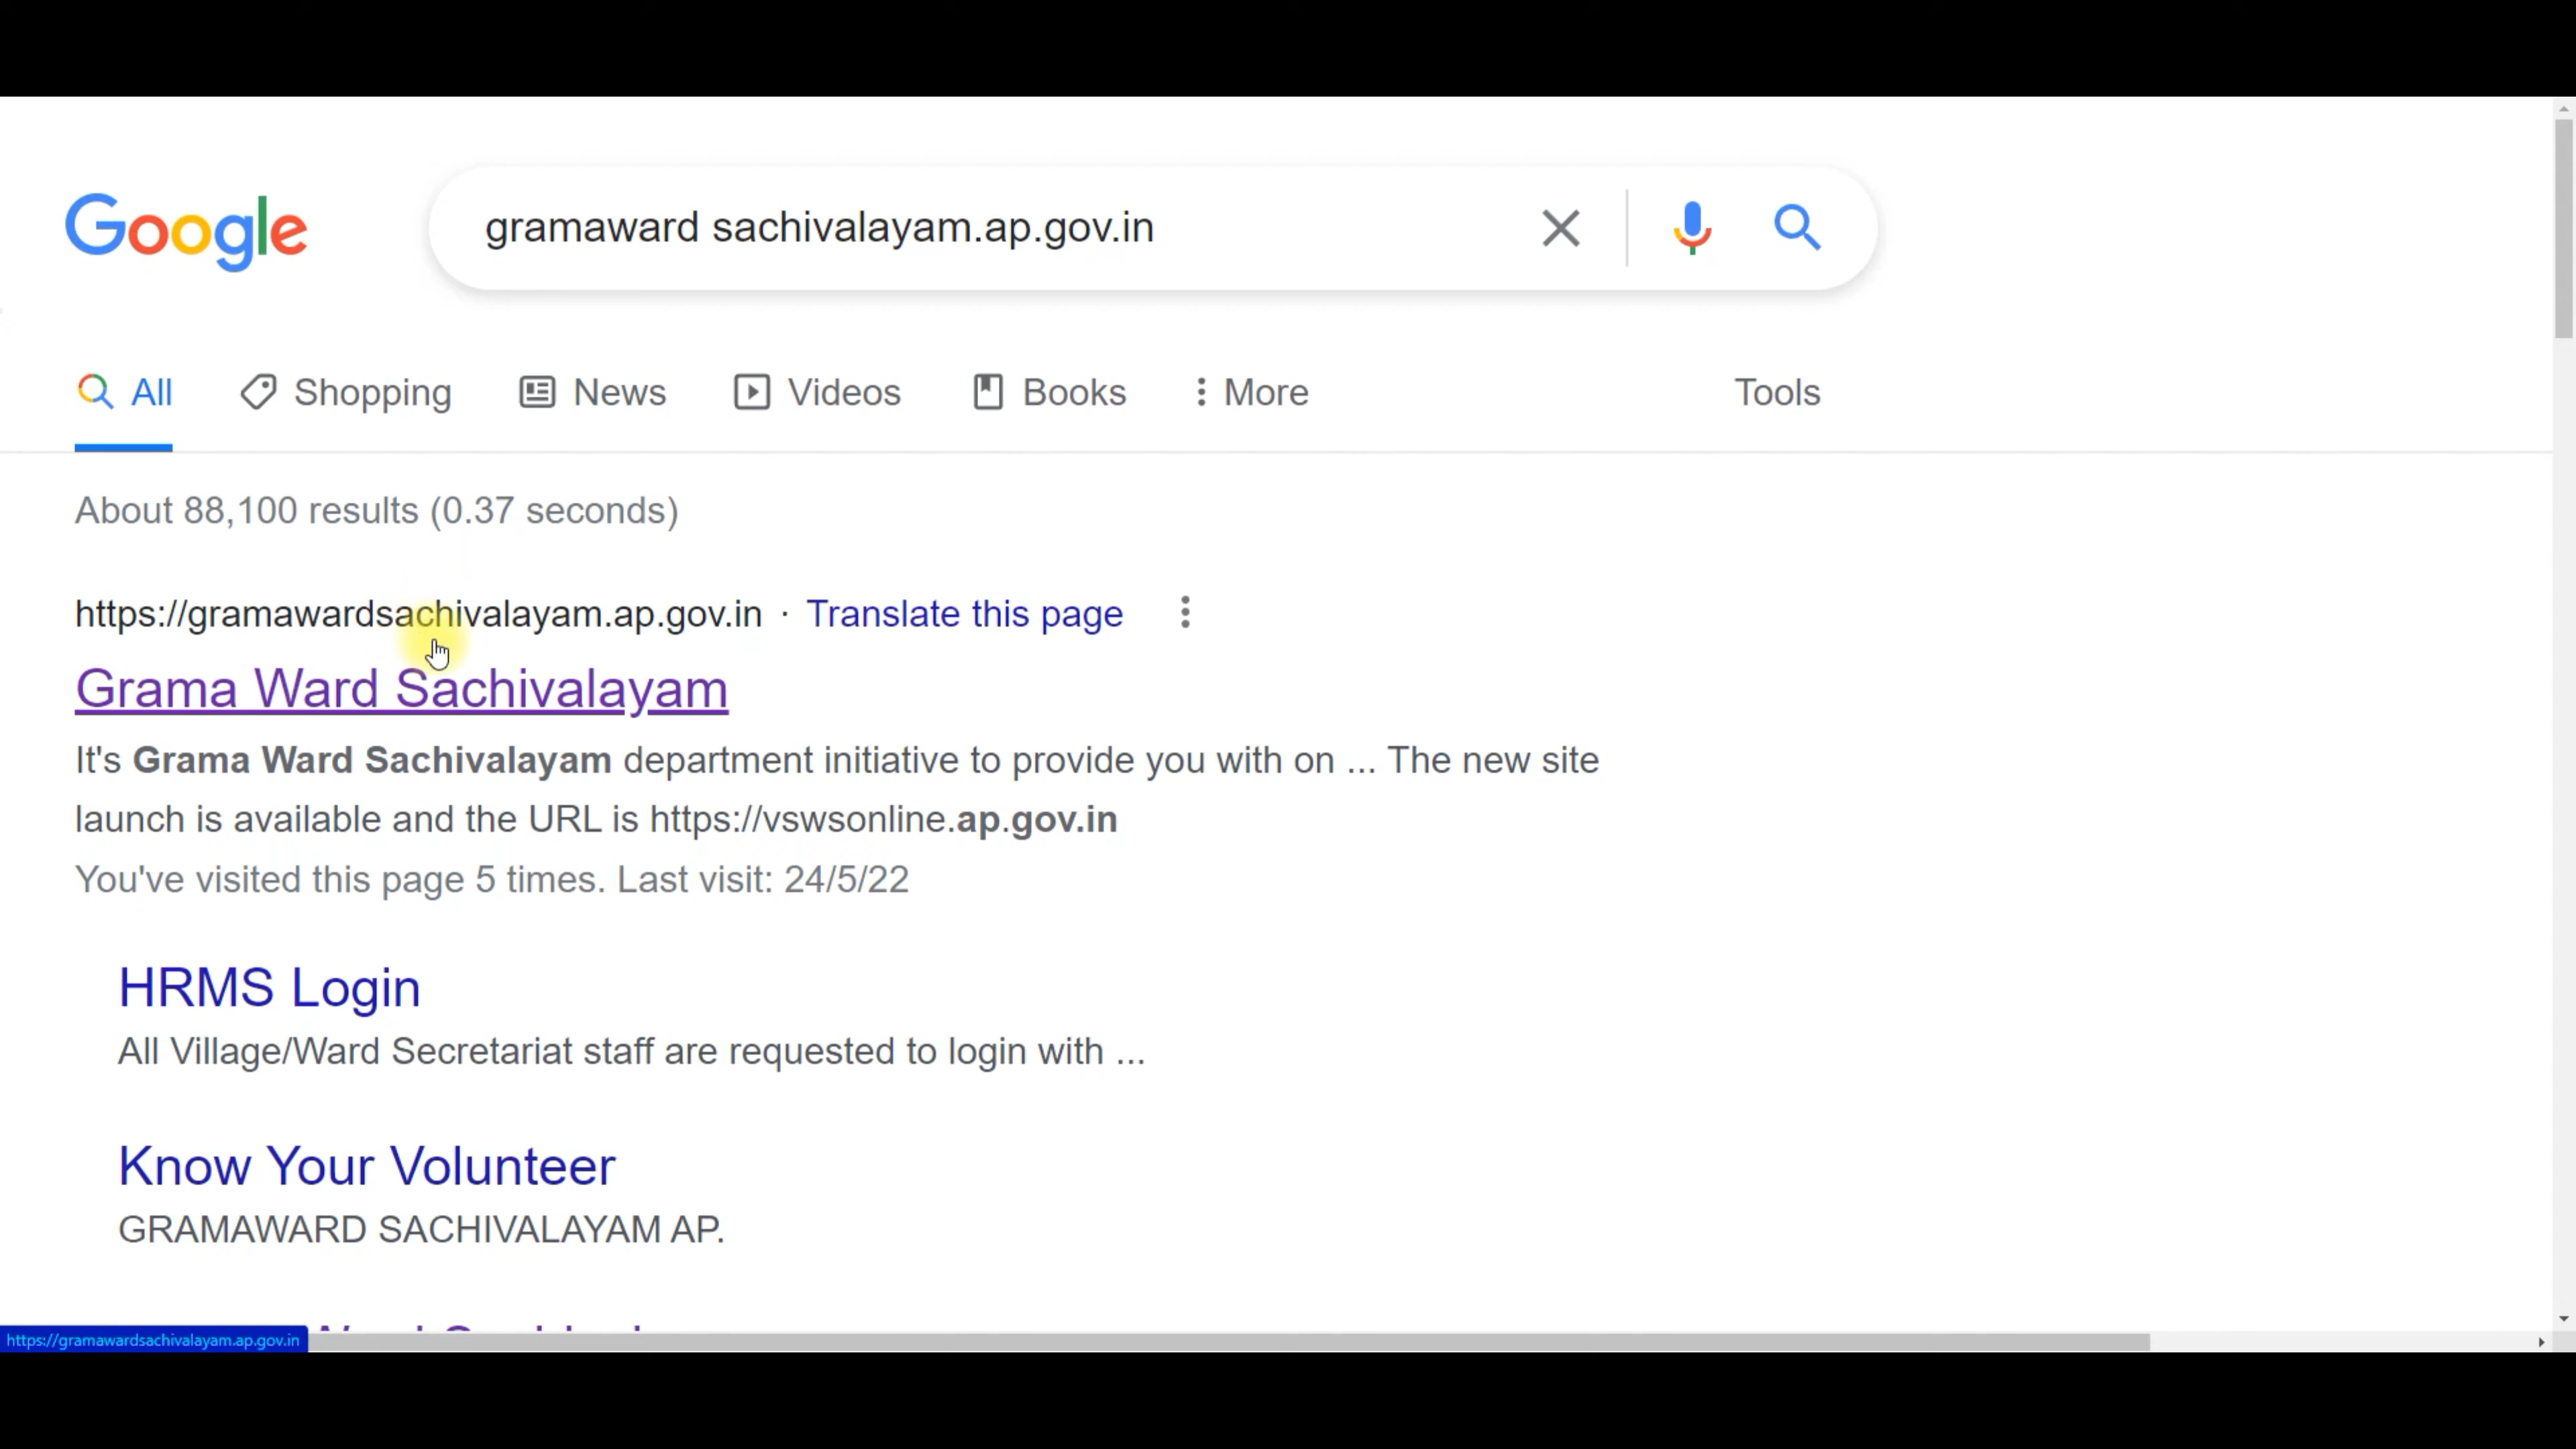 Google
gramaward sachivalayam.ap.gov.in
All Shopping News Videos Books More Tools
About 88,100 results (0.37 seconds)
https://gramawardsachivalayam.ap.gov.in · Translate this page
Grama Ward Sachivalayam
It's Grama Ward Sachivalayam department initiative to provide you with on ... The new site
launch is available and the URL is https://vswsonline.ap.gov.in
You've visited this page 5 times. Last visit: 24/5/22
HRMS Login
All Village/Ward Secretariat staff are requested to login with ...
Know Your Volunteer
GRAMAWARD SACHIVALAYAM AP.
https://gramawardsachivalayam.ap.gov.in